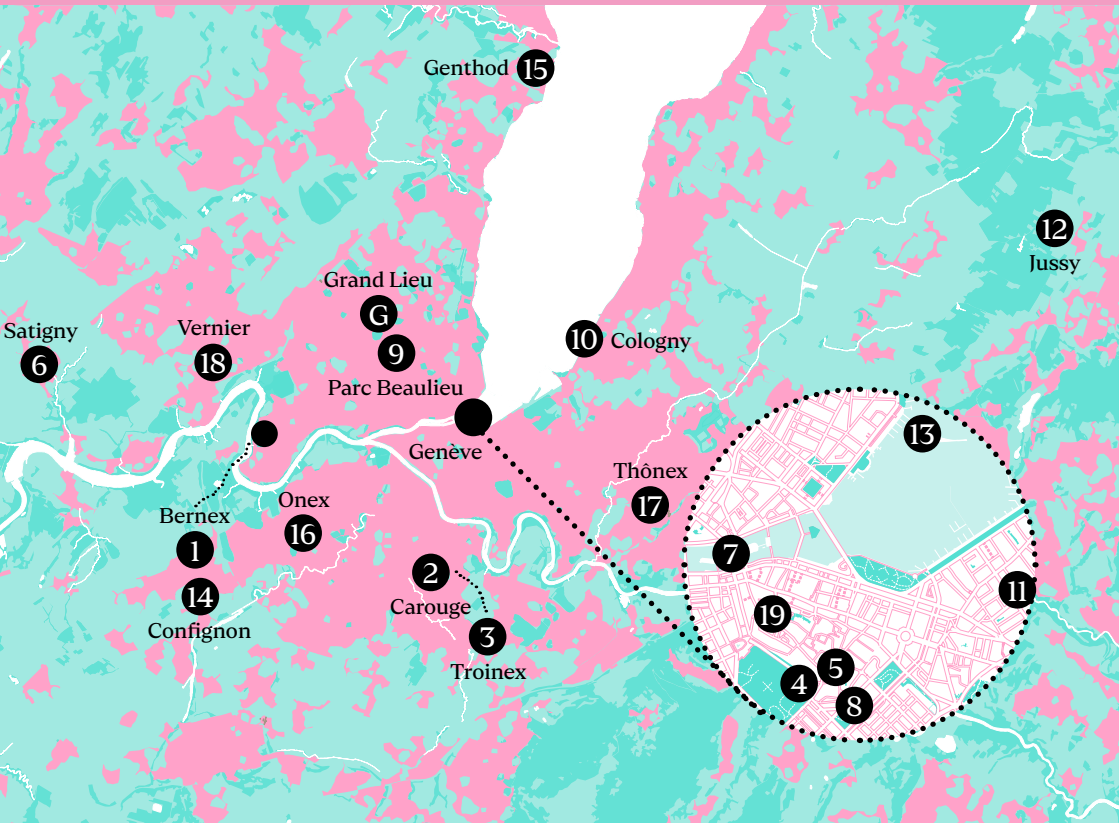 Genthod 15
12
Jussy
Grand Lieu
G
9
Parc Beaulieu
Satigny
6
Vernier
18
10 Cologny
Genève
13
Thônex
17
Bernex
1
Onex
16
14
Confignon
2
Carouge
3
Troinex
7
11
19
5
4
8